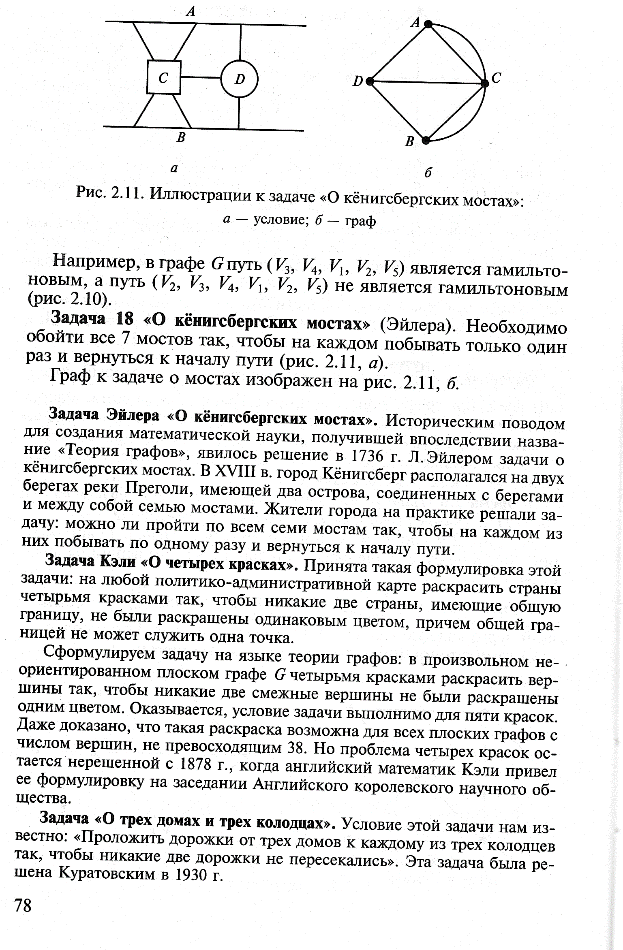 A
C
D
B
а
A
D
C
B
б
Рис. 2.11. Иллюстрации к задаче «О кёнигсбергских мостах»:
а — условие; б — граф
Например, в графе G путь (V₃, V₄, V₁, V₂, V₅) является гамильто-
новым, а путь (V₂, V₃, V₄, V₁, V₂, V₅) не является гамильтоновым
(рис. 2.10).
Задача 18 «О кёнигсбергских мостах» (Эйлера). Необходимо
обойти все 7 мостов так, чтобы на каждом побывать только один
раз и вернуться к началу пути (рис. 2.11, а).
Граф к задаче о мостах изображен на рис. 2.11, б.
Задача Эйлера «О кёнигсбергских мостах». Историческим поводом
для создания математической науки, получившей впоследствии назва-
ние «Теория графов», явилось решение в 1736 г. Л. Эйлером задачи о
кёнигсбергских мостах. В XVIII в. город Кёнигсберг располагался на двух
берегах реки Преголи, имеющей два острова, соединенных с берегами
и между собой семью мостами. Жители города на практике решали за-
дачу: можно ли пройти по всем семи мостам так, чтобы на каждом из
них побывать по одному разу и вернуться к началу пути.
Задача Кэли «О четырех красках». Принята такая формулировка этой
задачи: на любой политико-административной карте раскрасить страны
четырьмя красками так, чтобы никакие две страны, имеющие общую
границу, не были раскрашены одинаковым цветом, причем общей гра-
ницей не может служить одна точка.
Сформулируем задачу на языке теории графов: в произвольном не-
ориентированном плоском графе G четырьмя красками раскрасить вер-
шины так, чтобы никакие две смежные вершины не были раскрашены
одним цветом. Оказывается, условие задачи выполнимо для пяти красок.
Даже доказано, что такая раскраска возможна для всех плоских графов с
числом вершин, не превосходящим 38. Но проблема четырех красок ос-
тается нерешенной с 1878 г., когда английский математик Кэли привел
ее формулировку на заседании Английского королевского научного об-
щества.
Задача «О трех домах и трех колодцах». Условие этой задачи нам из-
вестно: «Проложить дорожки от трех домов к каждому из трех колодцев
так, чтобы никакие две дорожки не пересекались». Эта задача была ре-
шена Куратовским в 1930 г.
78